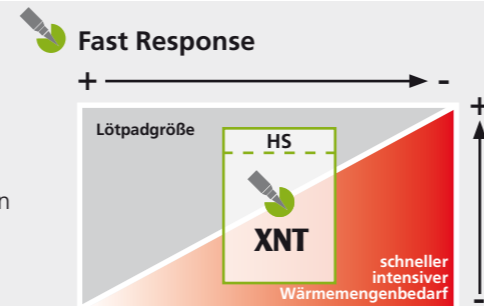 Fast Response
+ -
+
Lötpadgröße
HS
n
XNT
schneller
intensiver
Wärmemengenbedarf
-